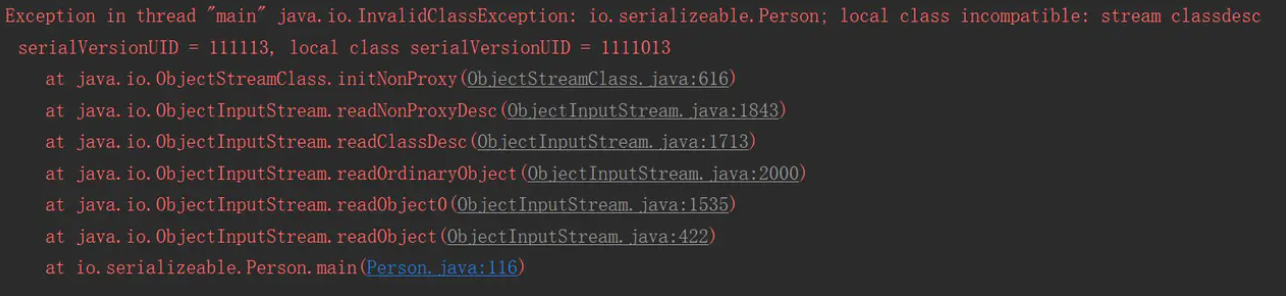 Exception in thread "main" java.io.InvalidClassException: io.serializeable.Person; local class incompatible: stream classdesc
serialVersionUID = 111113, local class serialVersionUID = 1111013
at java.io.ObjectStreamClass.initNonProxy(ObjectStreamClass.java:616)
at java.io.ObjectInputStream.readNonProxyDesc(ObjectInputStream.java:1843)
at java.io.ObjectInputStream.readClassDesc(ObjectInputStream.java:1713)
at java.io.ObjectInputStream.readOrdinaryObject(ObjectInputStream.java:2000)
at java.io.ObjectInputStream.readObject0(ObjectInputStream.java:1535)
at java.io.ObjectInputStream.readObject(ObjectInputStream.java:422)
at io.serializeable.Person.main(Person.java:116)